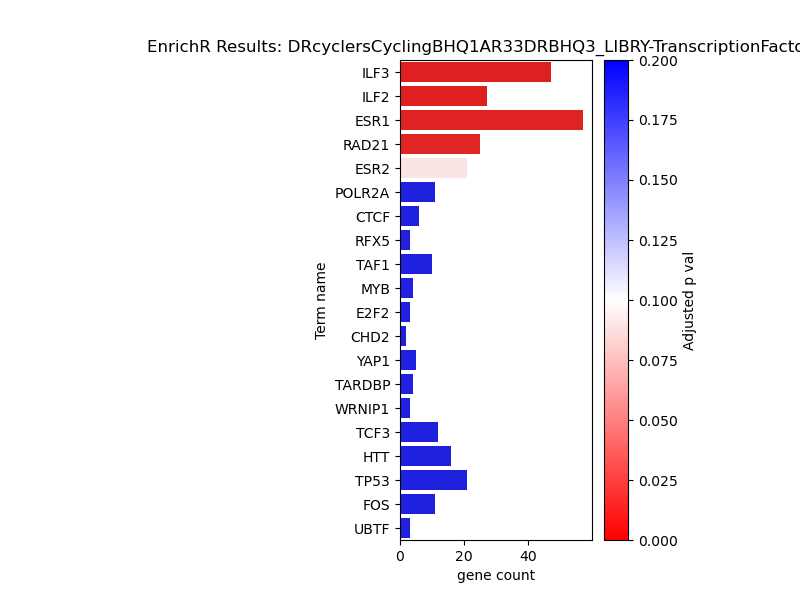 EnrichR Results: DRcyclersCyclingBHQ1AR33DRBHQ3_LIBRY-TranscriptionFacto
ILF3
ILF2
ESR1
RAD21
ESR2
POLR2A
CTCF
RFX5
TAF1
MYB
E2F2
CHD2
YAP1
TARDBP
WRNIP1
TCF3
HTT
TP53
FOS
UBTF
Term name
0 20 40
gene count
0.200
0.175
0.150
0.125
0.100
0.075
0.050
0.025
0.000
Adjusted p val